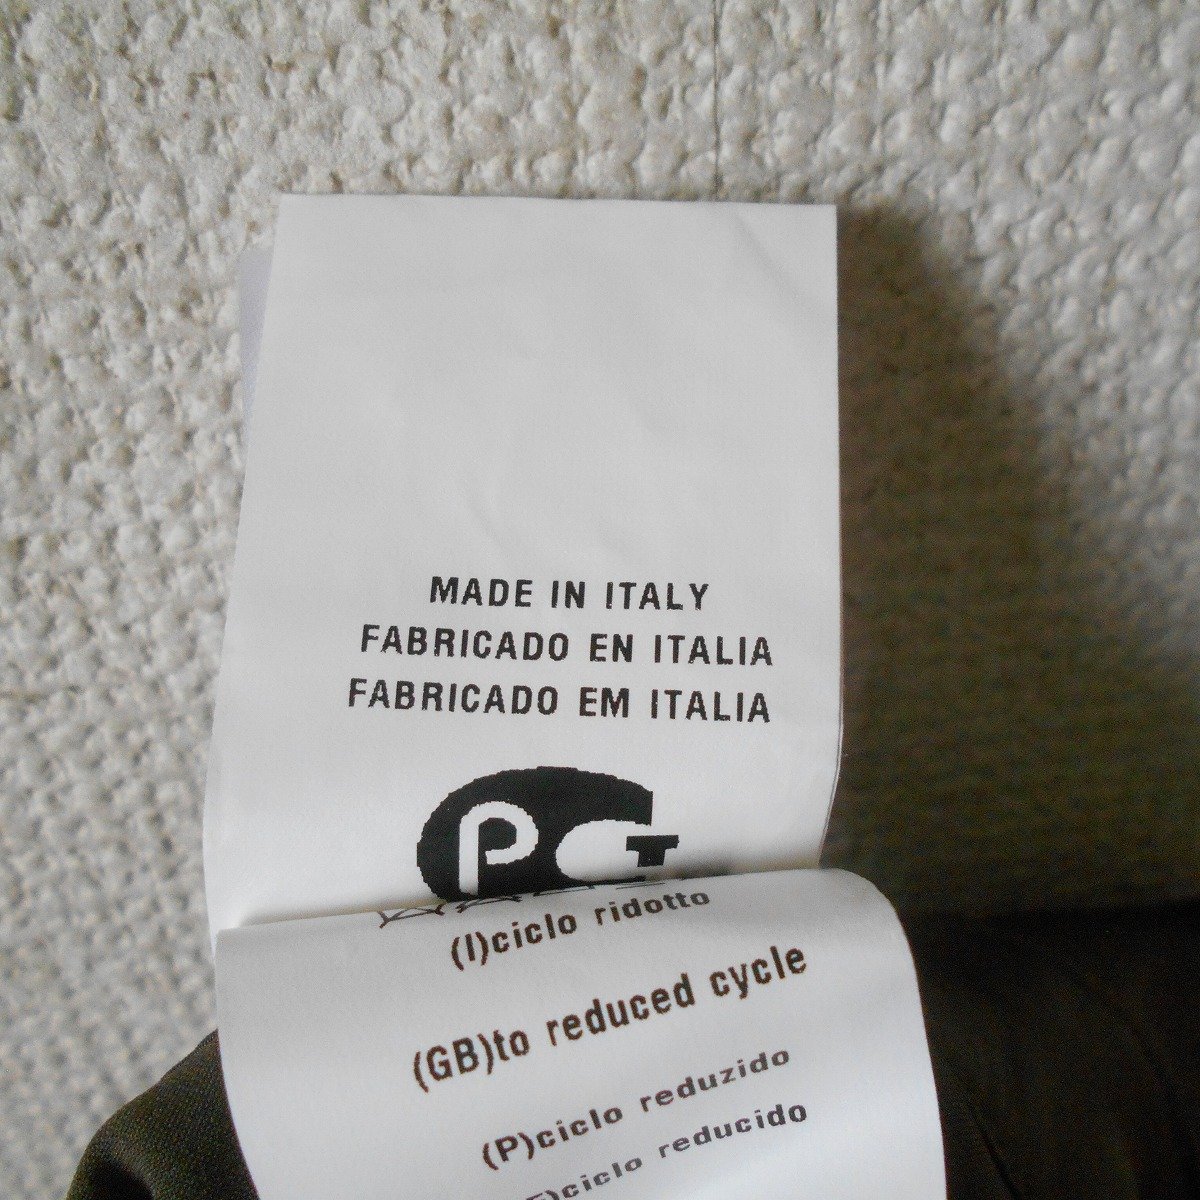 MADE IN ITALY
FABRICADO EN ITALIA
FABRICADO EM ITALIA
(I)ciclo ridotto
(GB)to reduced cycle
(P)ciclo reduzido
ciclo reducido